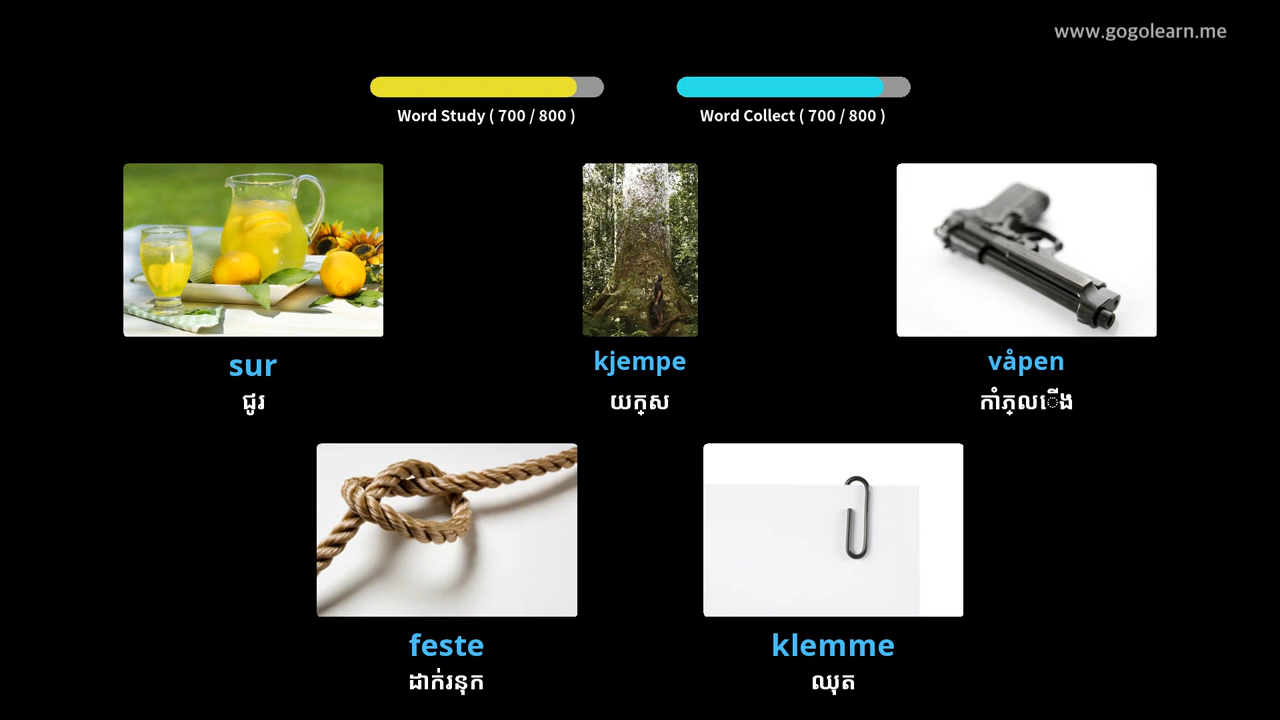 www.gogolearn.me
Word Study ( 700 / 800 )
Word Collect ( 700 / 800 )
sur
kjempe
våpen
ជូរ
យក្ស
កាំភ្លើង
feste
klemme
ដាក់រនុក
ឈុត